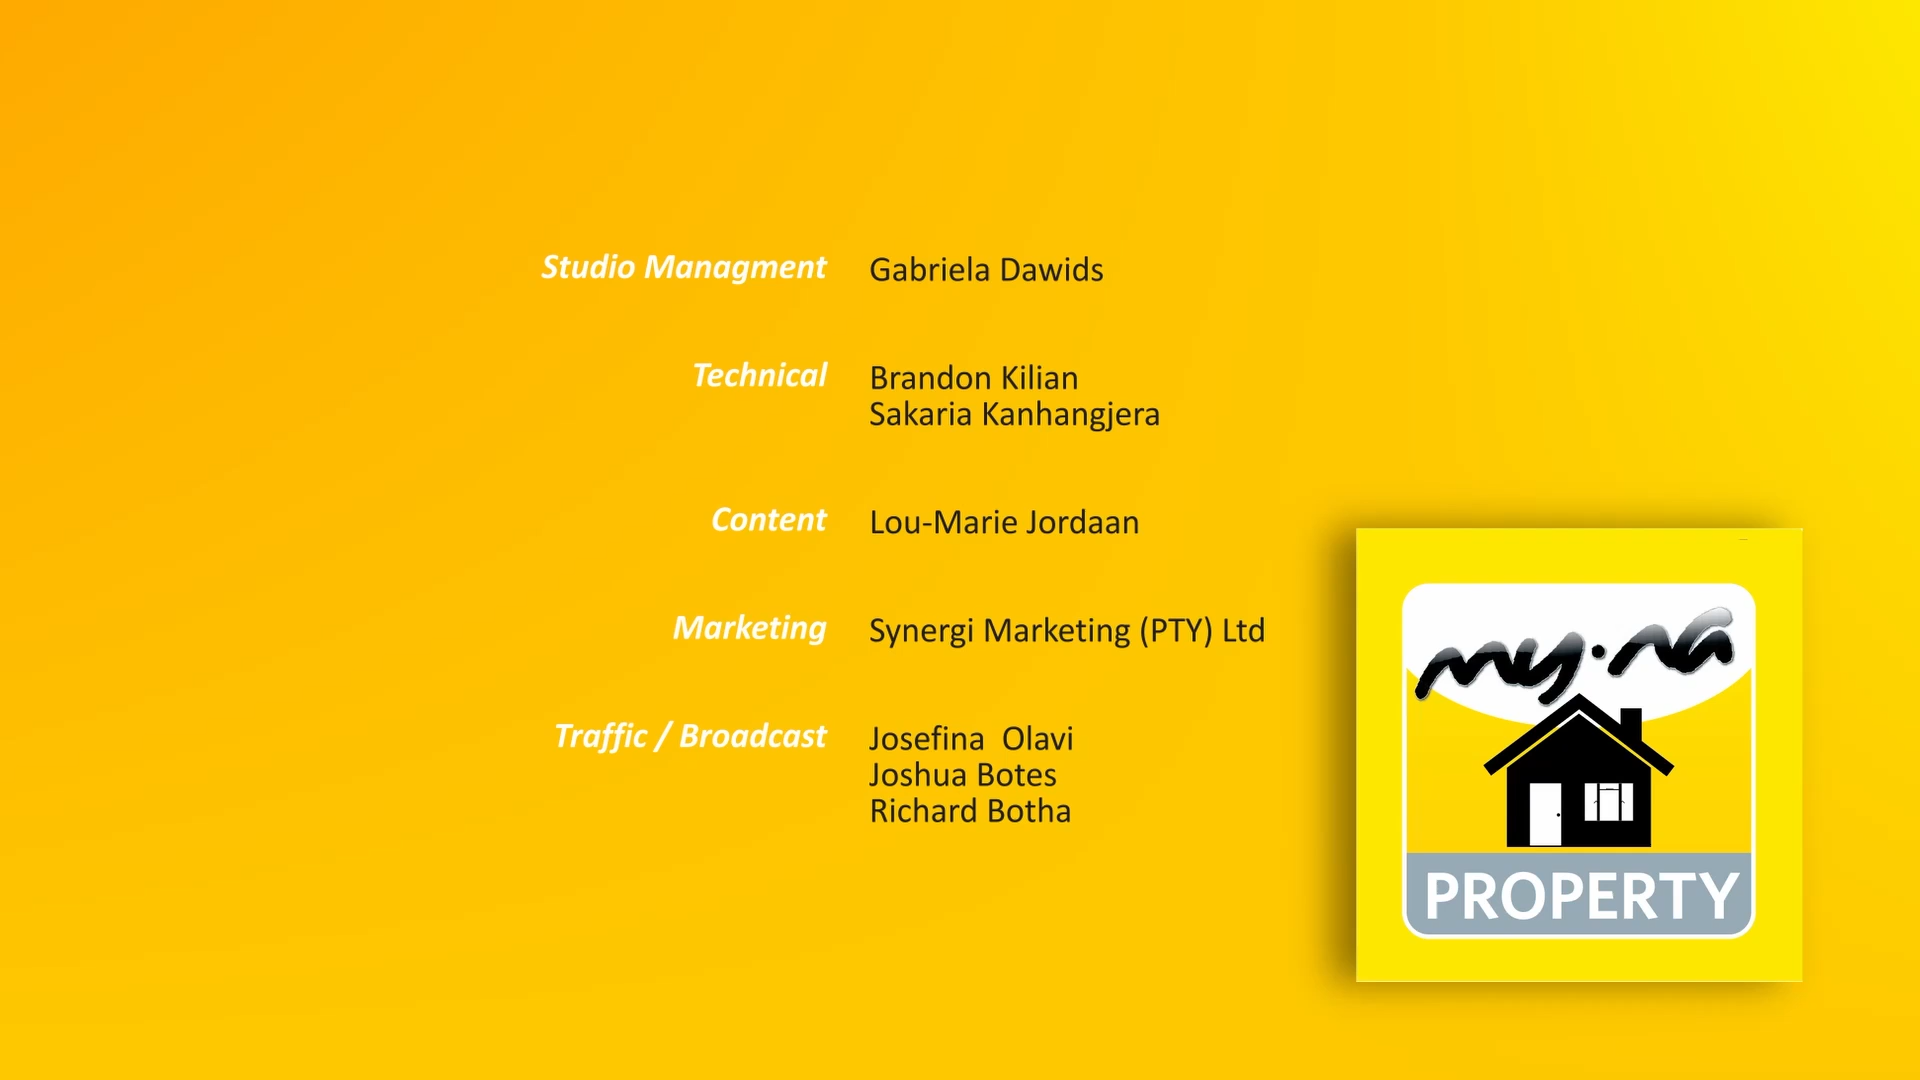 Studio Managment Gabriela Dawids
Technical Brandon Kilian
Sakaria Kanhangjera
Content Lou-Marie Jordaan
Marketing Synergi Marketing (PTY) Ltd
Traffic / Broadcast Josefina  Olavi
Joshua Botes
Richard Botha
my.na
PROPERTY